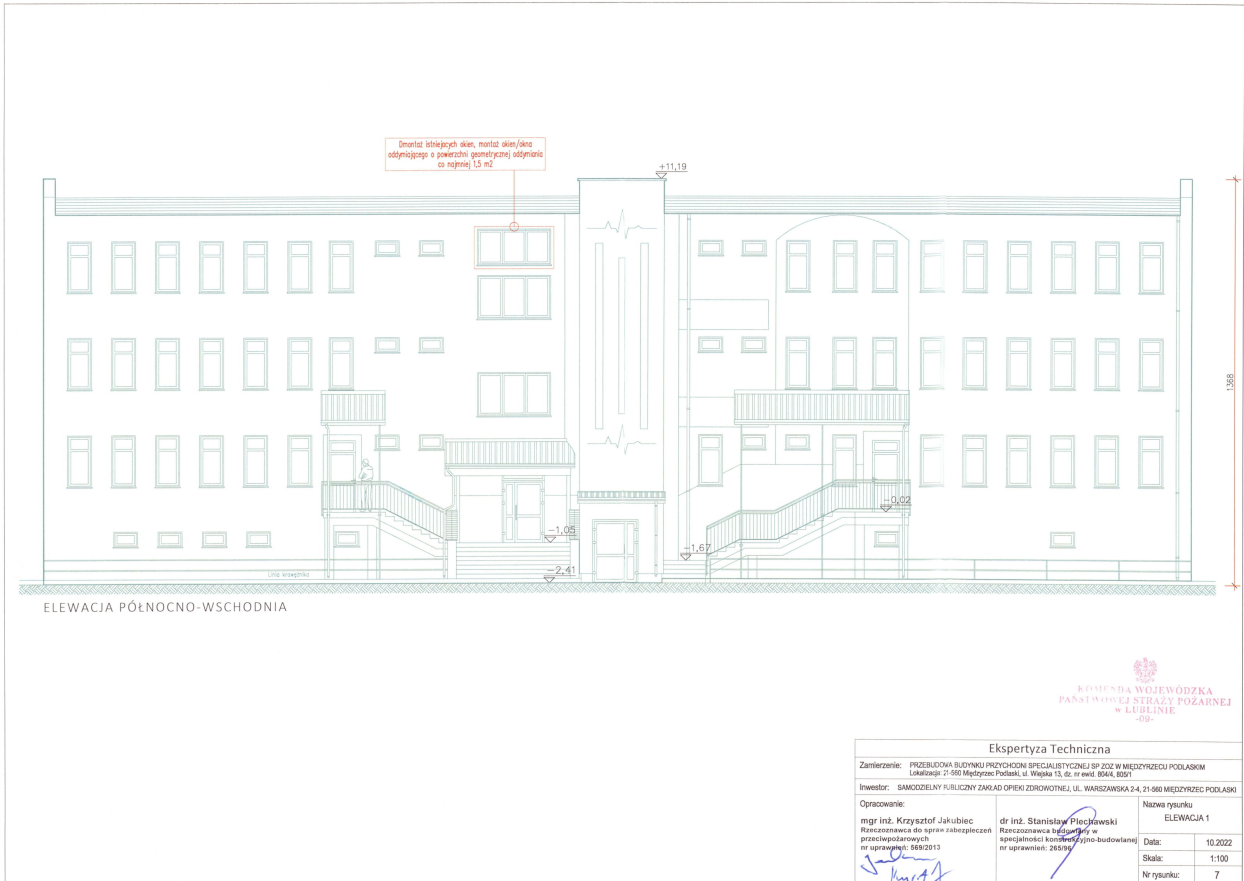 Dmontaż istniejących okien, montaż okien/okna
oddymiającego o powierzchni geometrycznej oddymiania
co najmniej 1,5 m2
+11,19
1368
-0,02
-1,05
-1,67
-2,41
Linia krawężnika
ELEWACJA PÓŁNOCNO-WSCHODNIA
KOMENDA WOJEWÓDZKA
PAŃSTWOWEJ STRAŻY POŻARNEJ
w LUBLINIE
-09-
Ekspertyza Techniczna
Zamierzenie: PRZEBUDOWA BUDYNKU PRZYCHODNI SPECJALISTYCZNEJ SP ZOZ W MIĘDZYRZECU PODLASKIM
Lokalizacja: 21-560 Międzyrzec Podlaski, ul. Wiejska 13, dz. nr ewid. 804/4, 805/1
Inwestor: SAMODZIELNY PUBLICZNY ZAKŁAD OPIEKI ZDROWOTNEJ, UL. WARSZAWSKA 2-4, 21-560 MIĘDZYRZEC PODLASKI
Opracowanie:
mgr inż. Krzysztof Jakubiec
Rzeczoznawca do spraw zabezpieczeń
przeciwpożarowych
nr uprawnień: 569/2013
dr inż. Stanisław Plechawski
Rzeczoznawca budowlany w
specjalności konstrukcyjno-budowlanej
nr uprawnień: 265/96
Nazwa rysunku
ELEWACJA 1
Data: 10.2022
Skala: 1:100
Nr rysunku: 7